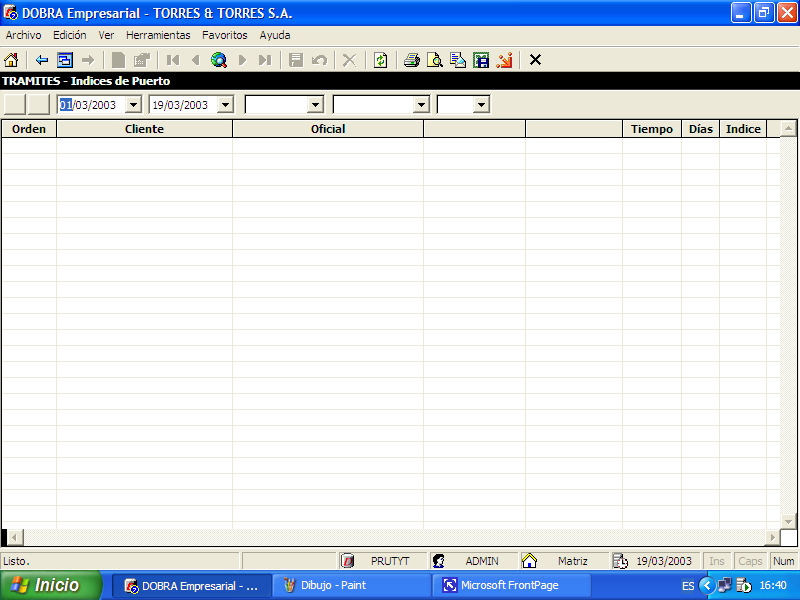 DOBRA Empresarial - TORRES & TORRES S.A.
Archivo Edición Ver Herramientas Favoritos Ayuda
TRAMITES - Indices de Puerto
01/03/2003 19/03/2003
Orden Cliente Oficial Tiempo Días Indice
Listo. PRUTYT ADMIN Matriz 19/03/2003 Ins Caps Num
Inicio DOBRA Empresarial - ... Dibujo - Paint Microsoft FrontPage ES 16:40